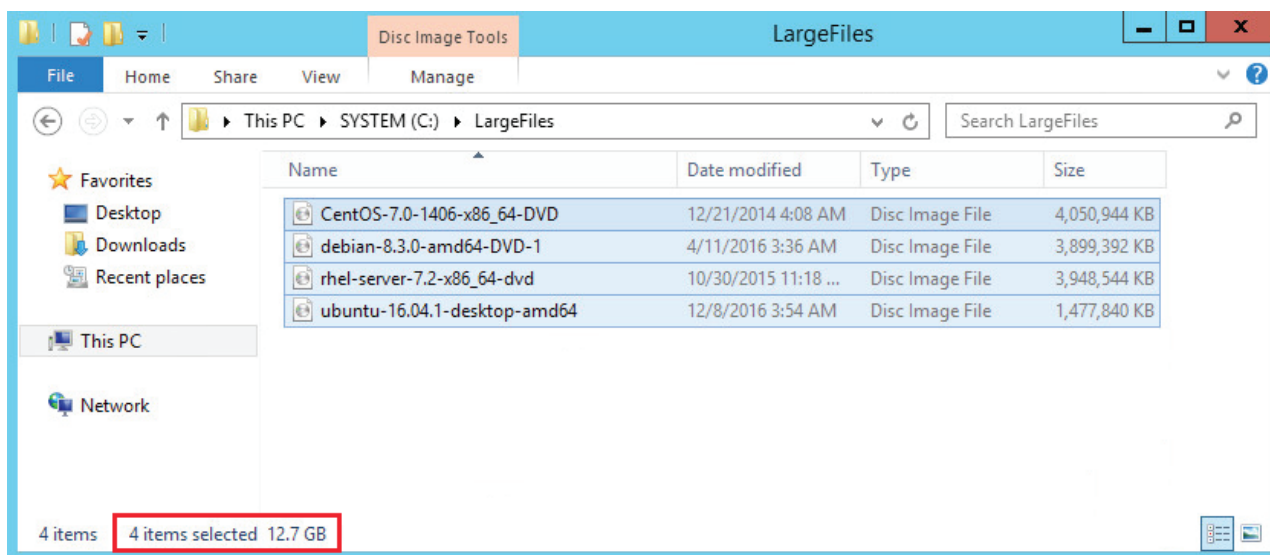 Disc Image Tools LargeFiles
File Home Share View Manage
This PC SYSTEM (C:) LargeFiles Search LargeFiles
Favorites
Desktop
Downloads
Recent places
This PC
Network
Name Date modified Type Size
CentOS-7.0-1406-x86_64-DVD 12/21/2014 4:08 AM Disc Image File 4,050,944 KB
debian-8.3.0-amd64-DVD-1 4/11/2016 3:36 AM Disc Image File 3,899,392 KB
rhel-server-7.2-x86_64-dvd 10/30/2015 11:18 ... Disc Image File 3,948,544 KB
ubuntu-16.04.1-desktop-amd64 12/8/2016 3:54 AM Disc Image File 1,477,840 KB
4 items 4 items selected 12.7 GB